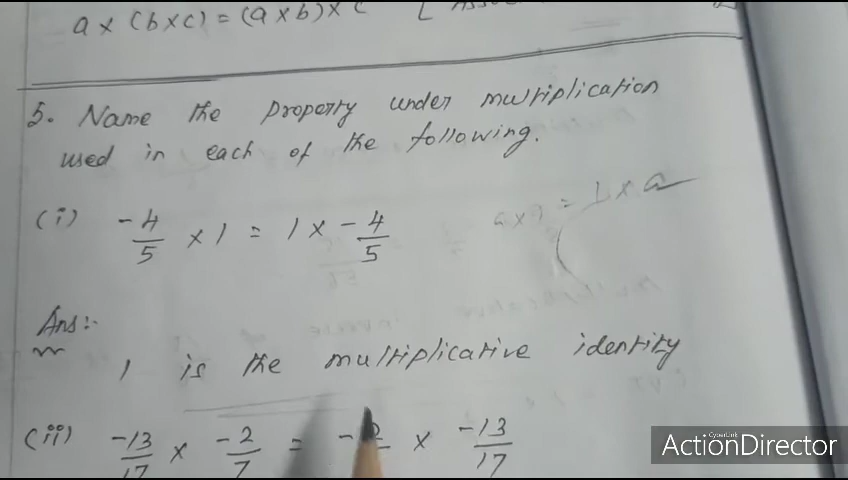 a × (b×c) = (a×b)×c [
5. Name the property under multiplication
used in each of the following.
(i) -4/5 × 1 = 1 × -4/5
a×1 = 1×a
Ans:-
1 is the multiplicative identity
(ii) -13/17 × -2/7 = × -13/17
CyberLink
ActionDirector